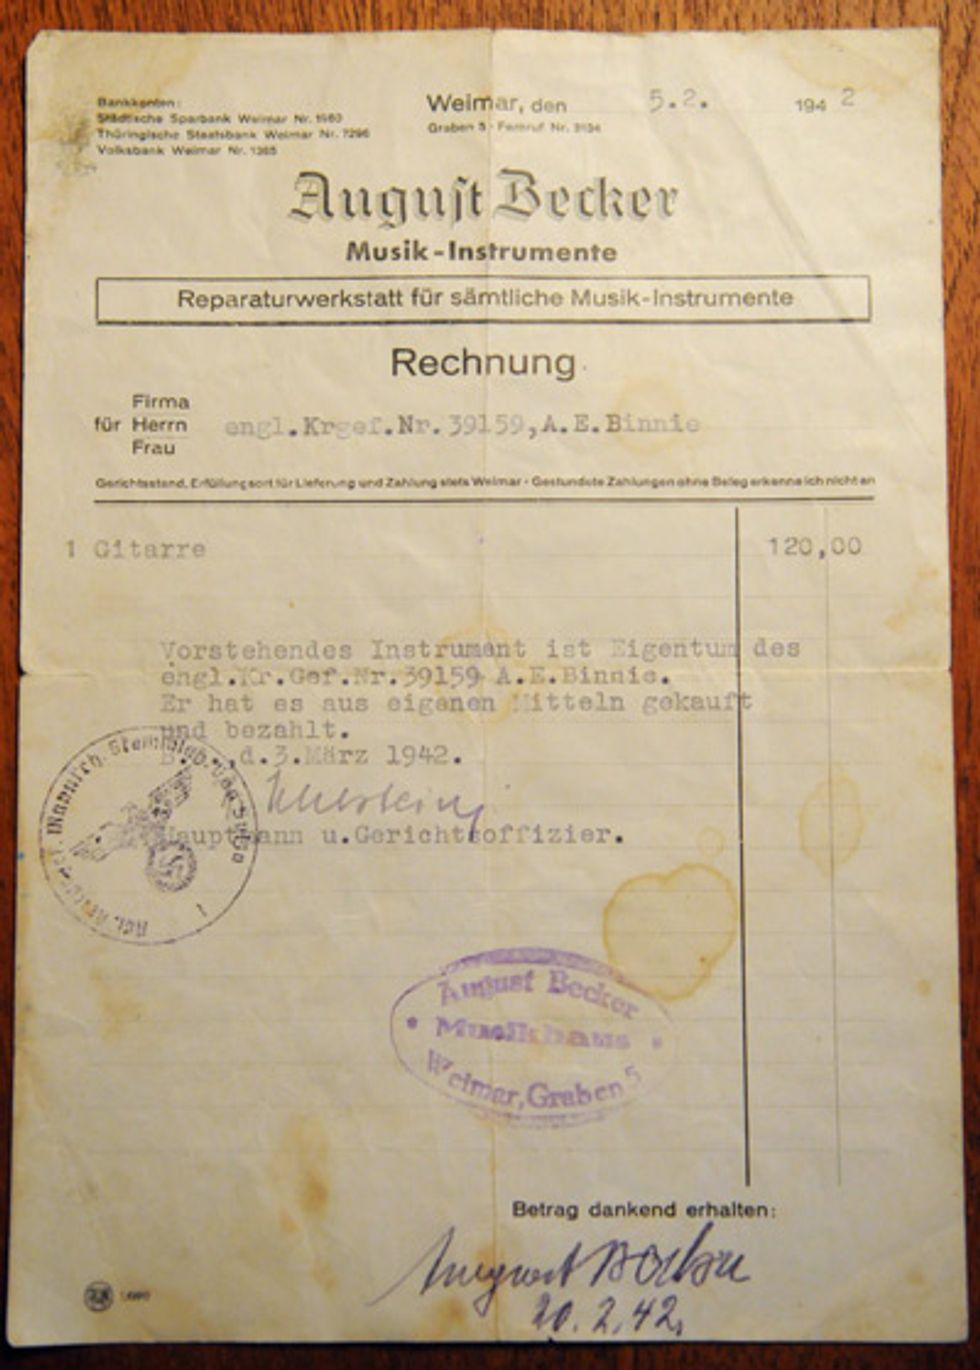 Bankkonten:
Städtische Sparbank Weimar Nr. 1960
Thüringische Staatsbank Weimar Nr. 7296
Volksbank Weimar Nr. 1365
Weimar, den 5.2. 1942
Graben 5 · Fernruf Nr. 3134
August Becker
Musik-Instrumente
Reparaturwerkstatt für sämtliche Musik-Instrumente
Rechnung
Firma
für Herrn engl.Krgef.Nr.39159,A.E.Binnie
Frau
Gerichtsstand, Erfüllungsort für Lieferung und Zahlung stets Weimar · Gestundete Zahlungen ohne Beleg erkenne ich nicht an
1 Gitarre 120,00
Vorstehendes Instrument ist Eigentum des
engl.Kr.Gef.Nr.39159 A.E.Binnie.
Er hat es aus eigenen Mitteln gekauft
und bezahlt.
d.3.März 1942.
Hauptmann u.Gerichtsoffizier.
August Becker
Musikhaus
Weimar, Graben 5
Betrag dankend erhalten:
August Becker
20.2.42.